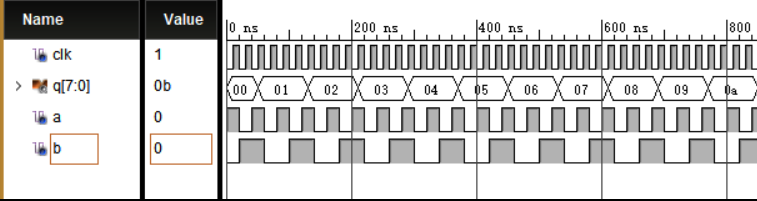 Name Value 0 ns 200 ns 400 ns 600 ns 800
clk 1
q[7:0] 0b 00 01 02 03 04 05 06 07 08 09 0a
a 0
b 0